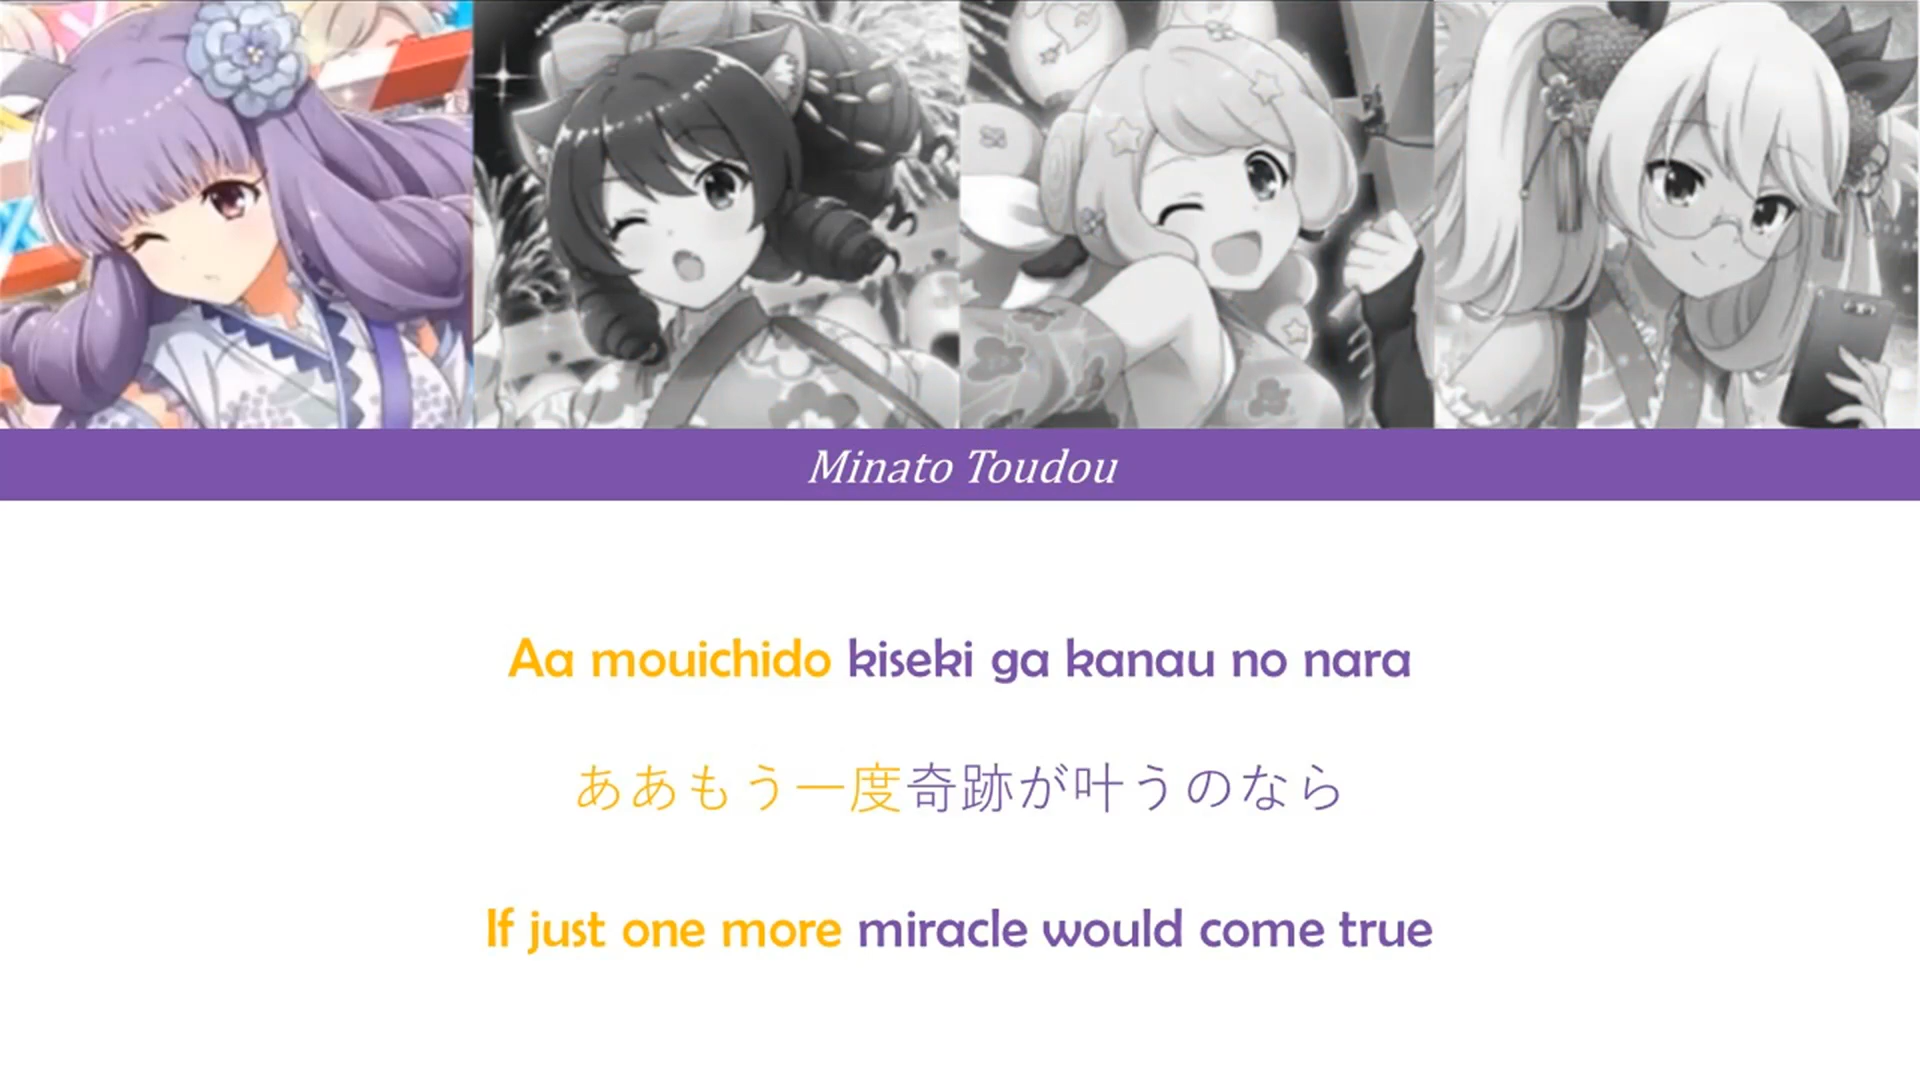 Minato Toudou
Aa mouichido kiseki ga kanau no nara
ああもう一度奇跡が叶うのなら
If just one more miracle would come true